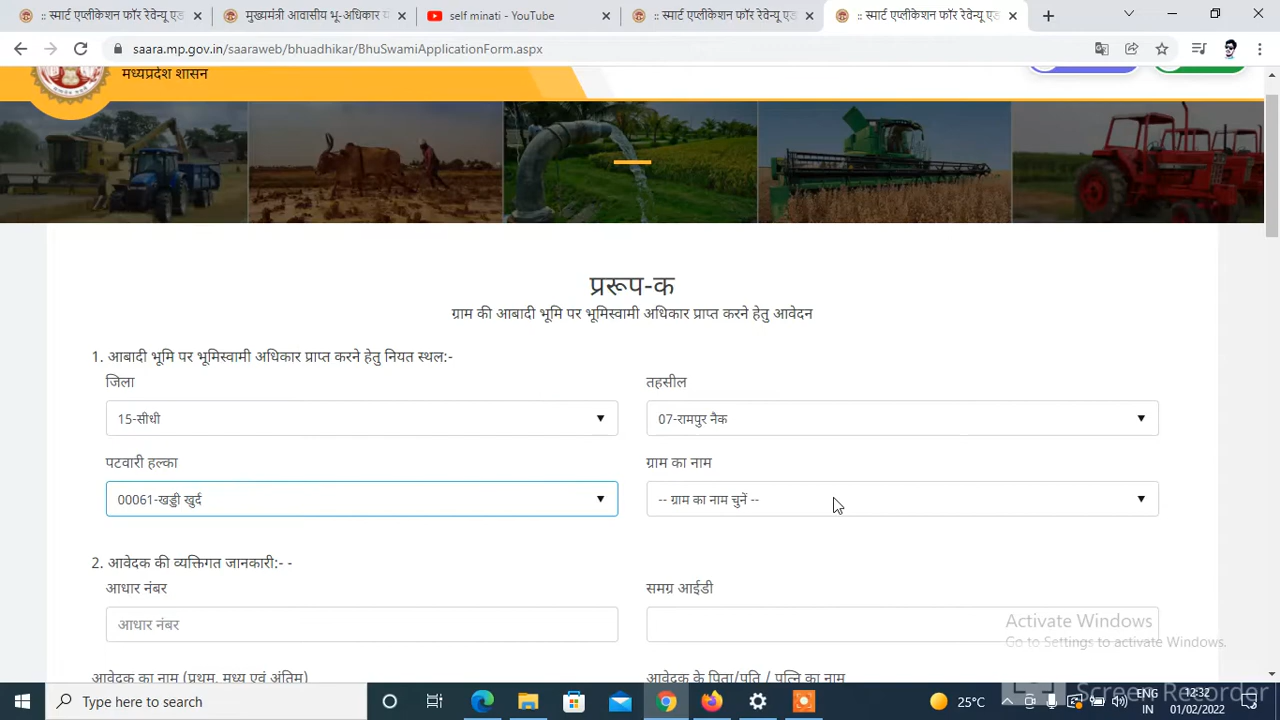 : स्मार्ट एप्लीकेशन फॉर रेवेन्यू एड
मुख्यमंत्री आवासीय भू-अधिकार य
self minati - YouTube
:: स्मार्ट एप्लीकेशन फॉर रेवेन्यू एड
:: स्मार्ट एप्लीकेशन फॉर रेवेन्यू एड
saara.mp.gov.in/saaraweb/bhuadhikar/BhuSwamiApplicationForm.aspx
मध्यप्रदेश शासन
प्ररूप-क
ग्राम की आबादी भूमि पर भूमिस्वामी अधिकार प्राप्त करने हेतु आवेदन
1. आबादी भूमि पर भूमिस्वामी अधिकार प्राप्त करने हेतु नियत स्थल:-
जिला
तहसील
15-सीधी
07-रामपुर नैक
पटवारी हल्का
ग्राम का नाम
00061-खड्डी खुर्द
-- ग्राम का नाम चुनें --
2. आवेदक की व्यक्तिगत जानकारी:- -
आधार नंबर
समग्र आईडी
आधार नंबर
Activate Windows
Go to Settings to activate Windows.
आवेदक का नाम (प्रथम, मध्य एवं अंतिम)
आवेदक के पिता/पति / पत्नि का नाम
Screen Recorder
Type here to search
25°C
ENG
IN
12:32
01/02/2022